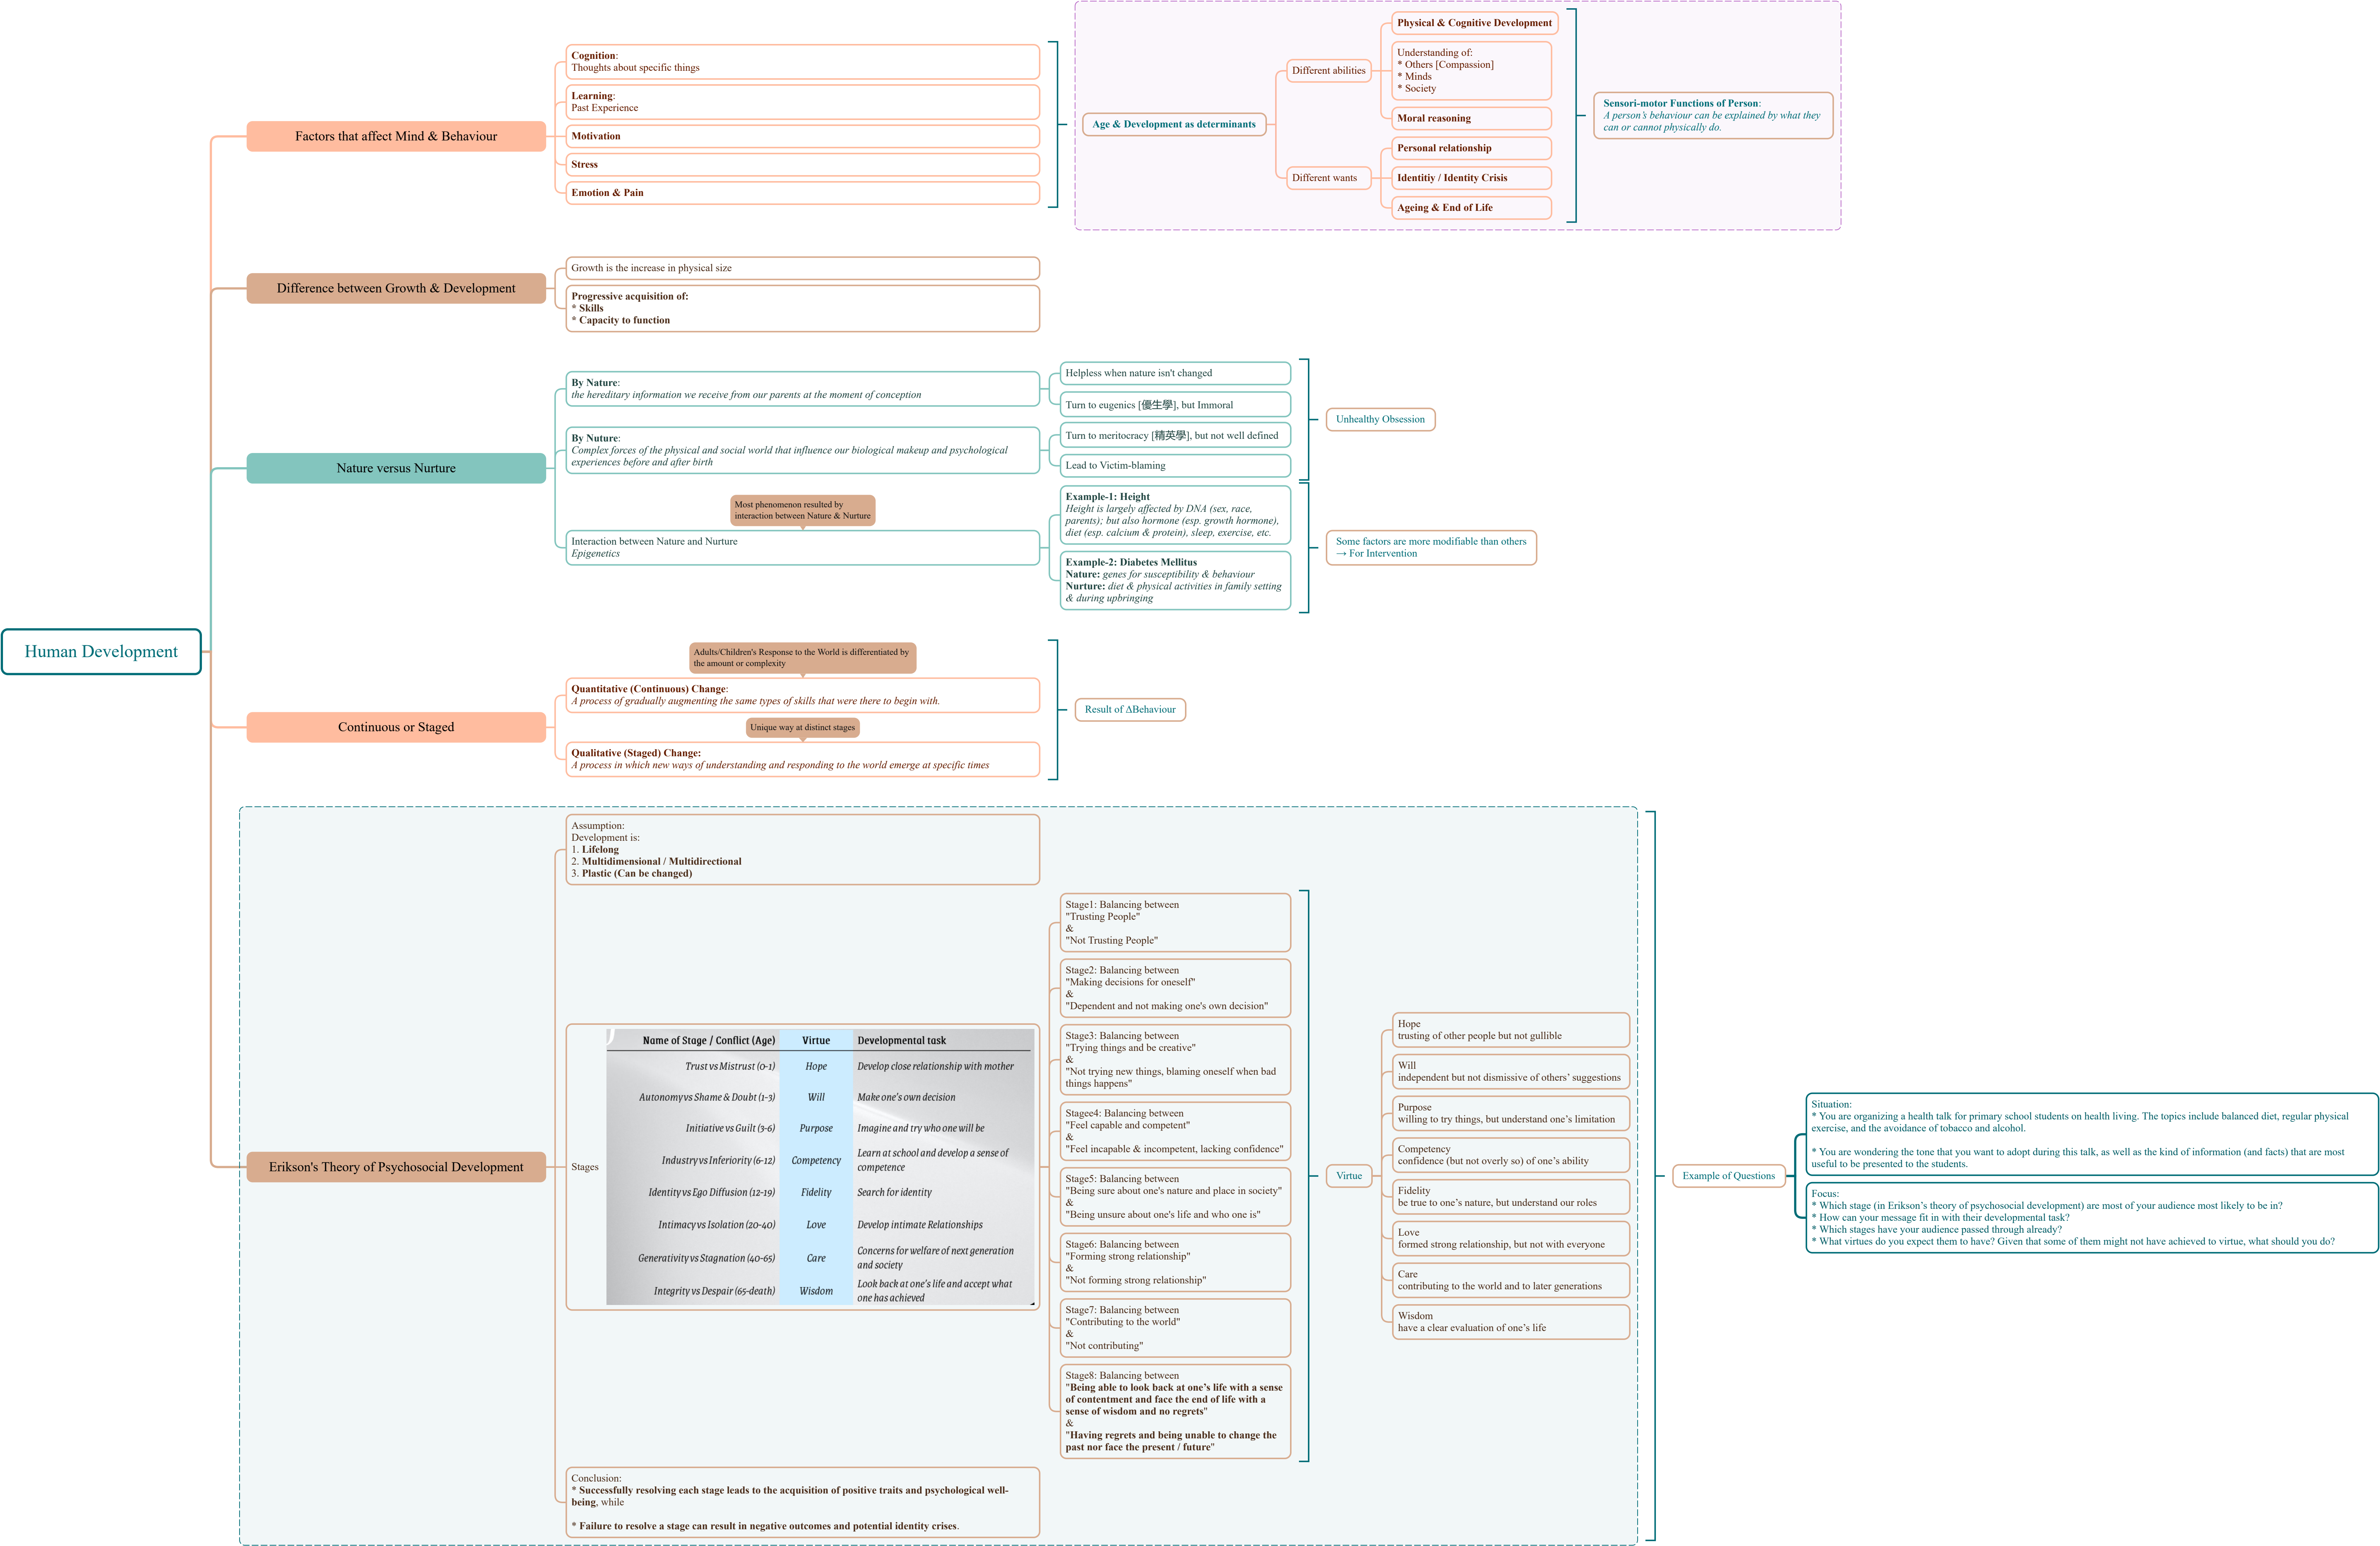 Human Development
Factors that affect Mind & Behaviour
Cognition:
Thoughts about specific things
Learning:
Past Experience
Motivation
Stress
Emotion & Pain
Age & Development as determinants
Different abilities
Physical & Cognitive Development
Understanding of:
* Others [Compassion]
* Minds
* Society
Moral reasoning
Different wants
Personal relationship
Identitiy / Identity Crisis
Ageing & End of Life
Sensori-motor Functions of Person:
A person’s behaviour can be explained by what they
can or cannot physically do.
Difference between Growth & Development
Growth is the increase in physical size
Progressive acquisition of:
* Skills
* Capacity to function
Nature versus Nurture
By Nature:
the hereditary information we receive from our parents at the moment of conception
Helpless when nature isn't changed
Turn to eugenics [優生學], but Immoral
By Nuture:
Complex forces of the physical and social world that influence our biological makeup and psychological
experiences before and after birth
Turn to meritocracy [精英學], but not well defined
Lead to Victim-blaming
Unhealthy Obsession
Most phenomenon resulted by
interaction between Nature & Nurture
Interaction between Nature and Nurture
Epigenetics
Example-1: Height
Height is largely affected by DNA (sex, race,
parents); but also hormone (esp. growth hormone),
diet (esp. calcium & protein), sleep, exercise, etc.
Example-2: Diabetes Mellitus
Nature: genes for susceptibility & behaviour
Nurture: diet & physical activities in family setting
& during upbringing
Some factors are more modifiable than others
→ For Intervention
Continuous or Staged
Adults/Children's Response to the World is differentiated by
the amount or complexity
Quantitative (Continuous) Change:
A process of gradually augmenting the same types of skills that were there to begin with.
Unique way at distinct stages
Qualitative (Staged) Change:
A process in which new ways of understanding and responding to the world emerge at specific times
Result of ΔBehaviour
Erikson's Theory of Psychosocial Development
Assumption:
Development is:
1. Lifelong
2. Multidimensional / Multidirectional
3. Plastic (Can be changed)
Stages
Name of Stage / Conflict (Age) Virtue Developmental task
Trust vs Mistrust (0-1) Hope Develop close relationship with mother
Autonomy vs Shame & Doubt (1-3) Will Make one's own decision
Initiative vs Guilt (3-6) Purpose Imagine and try who one will be
Industry vs Inferiority (6-12) Competency Learn at school and develop a sense of
competence
Identity vs Ego Diffusion (12-19) Fidelity Search for identity
Intimacy vs Isolation (20-40) Love Develop intimate Relationships
Generativity vs Stagnation (40-65) Care Concerns for welfare of next generation
and society
Integrity vs Despair (65-death) Wisdom Look back at one's life and accept what
one has achieved
Stage1: Balancing between
"Trusting People"
&
"Not Trusting People"
Stage2: Balancing between
"Making decisions for oneself"
&
"Dependent and not making one's own decision"
Stage3: Balancing between
"Trying things and be creative"
&
"Not trying new things, blaming oneself when bad
things happens"
Stagee4: Balancing between
"Feel capable and competent"
&
"Feel incapable & incompetent, lacking confidence"
Stage5: Balancing between
"Being sure about one's nature and place in society"
&
"Being unsure about one's life and who one is"
Stage6: Balancing between
"Forming strong relationship"
&
"Not forming strong relationship"
Stage7: Balancing between
"Contributing to the world"
&
"Not contributing"
Stage8: Balancing between
"Being able to look back at one’s life with a sense
of contentment and face the end of life with a
sense of wisdom and no regrets"
&
"Having regrets and being unable to change the
past nor face the present / future"
Virtue
Hope
trusting of other people but not gullible
Will
independent but not dismissive of others’ suggestions
Purpose
willing to try things, but understand one’s limitation
Competency
confidence (but not overly so) of one’s ability
Fidelity
be true to one’s nature, but understand our roles
Love
formed strong relationship, but not with everyone
Care
contributing to the world and to later generations
Wisdom
have a clear evaluation of one’s life
Conclusion:
* Successfully resolving each stage leads to the acquisition of positive traits and psychological well-
being, while
* Failure to resolve a stage can result in negative outcomes and potential identity crises.
Example of Questions
Situation:
* You are organizing a health talk for primary school students on health living. The topics include balanced diet, regular physical
exercise, and the avoidance of tobacco and alcohol.
* You are wondering the tone that you want to adopt during this talk, as well as the kind of information (and facts) that are most
useful to be presented to the students.
Focus:
* Which stage (in Erikson’s theory of psychosocial development) are most of your audience most likely to be in?
* How can your message fit in with their developmental task?
* Which stages have your audience passed through already?
* What virtues do you expect them to have? Given that some of them might not have achieved to virtue, what should you do?